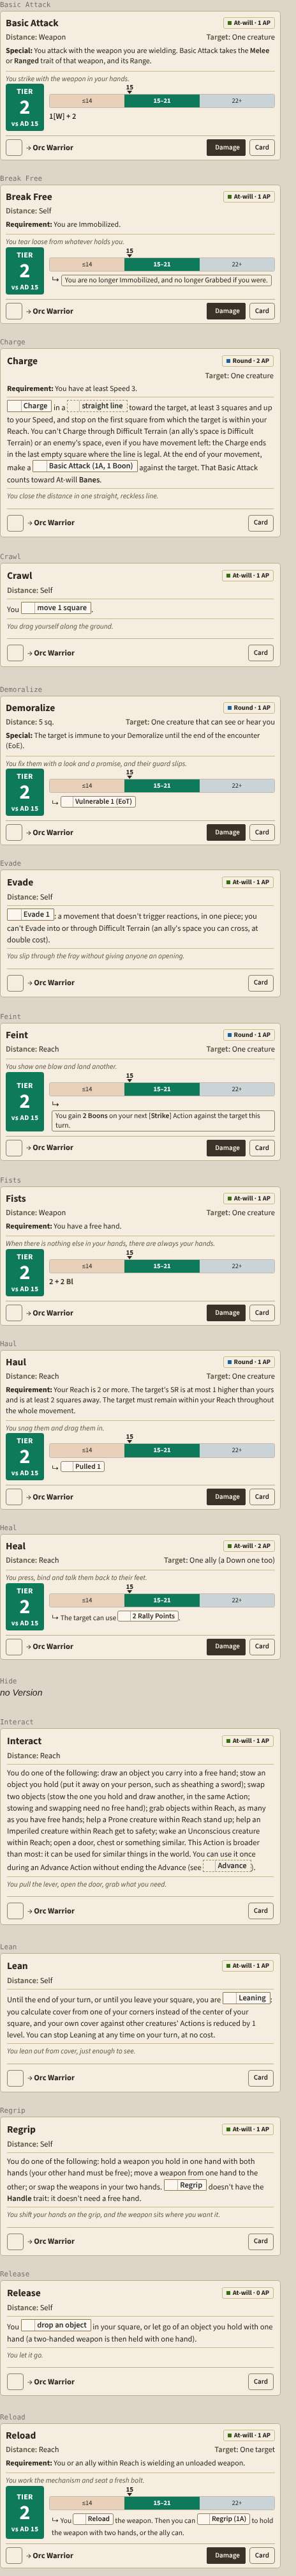 Basic Attack
Basic Attack
At-will · 1 AP
Distance: Weapon
Target: One creature
Special: You attack with the weapon you are wielding. Basic Attack takes the Melee
or Ranged trait of that weapon, and its Range.
You strike with the weapon in your hands.
TIER
2
vs AD 15
15
≤14
15–21
22+
1[W] + 2
→ Orc Warrior
Damage
Card
Break Free
Break Free
At-will · 1 AP
Distance: Self
Requirement: You are Immobilized.
You tear loose from whatever holds you.
TIER
2
vs AD 15
15
≤14
15–21
22+
↪ You are no longer Immobilized, and no longer Grabbed if you were.
→ Orc Warrior
Damage
Card
Charge
Charge
Round · 2 AP
Target: One creature
Requirement: You have at least Speed 3.
Charge in a straight line toward the target, at least 3 squares and up
to your Speed, and stop on the first square from which the target is within your
Reach. You can't Charge through Difficult Terrain (an ally's space is Difficult
Terrain) or an enemy's space, even if you have movement left: the Charge ends
in the last empty square where the line is legal. At the end of your movement,
make a Basic Attack (1A, 1 Boon) against the target. That Basic Attack
counts toward At-will Banes.
You close the distance in one straight, reckless line.
→ Orc Warrior
Card
Crawl
Crawl
At-will · 1 AP
Distance: Self
You move 1 square.
You drag yourself along the ground.
→ Orc Warrior
Card
Demoralize
Demoralize
Round · 1 AP
Distance: 5 sq.
Target: One creature that can see or hear you
Special: The target is immune to your Demoralize until the end of the encounter
(EoE).
You fix them with a look and a promise, and their guard slips.
TIER
2
vs AD 15
15
≤14
15–21
22+
↪ Vulnerable 1 (EoT)
→ Orc Warrior
Damage
Card
Evade
Evade
At-will · 1 AP
Distance: Self
Evade 1: a movement that doesn't trigger reactions, in one piece; you
can't Evade into or through Difficult Terrain (an ally's space you can cross, at
double cost).
You slip through the fray without giving anyone an opening.
→ Orc Warrior
Card
Feint
Feint
Round · 1 AP
Distance: Reach
Target: One creature
You show one blow and land another.
TIER
2
vs AD 15
15
≤14
15–21
22+
↪
You gain 2 Boons on your next [Strike] Action against the target this
turn.
→ Orc Warrior
Damage
Card
Fists
Fists
At-will · 1 AP
Distance: Weapon
Target: One creature
Requirement: You have a free hand.
When there is nothing else in your hands, there are always your hands.
TIER
2
vs AD 15
15
≤14
15–21
22+
2 + 2 Bl
→ Orc Warrior
Damage
Card
Haul
Haul
Round · 1 AP
Distance: Reach
Target: One creature
Requirement: Your Reach is 2 or more. The target's SR is at most 1 higher than yours
and is at least 2 squares away. The target must remain within your Reach throughout
the whole movement.
You snag them and drag them in.
TIER
2
vs AD 15
15
≤14
15–21
22+
↪ Pulled 1
→ Orc Warrior
Damage
Card
Heal
Heal
At-will · 2 AP
Distance: Reach
Target: One ally (a Down one too)
You press, bind and talk them back to their feet.
TIER
2
vs AD 15
15
≤14
15–21
22+
↪ The target can use 2 Rally Points.
→ Orc Warrior
Damage
Card
Hide
no Version
Interact
Interact
At-will · 1 AP
Distance: Reach
You do one of the following: draw an object you carry into a free hand; stow an
object you hold (put it away on your person, such as sheathing a sword); swap
two objects (stow the one you hold and draw another, in the same Action;
stowing and swapping need no free hand); grab objects within Reach, as many
as you have free hands; help a Prone creature within Reach stand up; help an
Imperiled creature within Reach get to safety; wake an Unconscious creature
within Reach; open a door, chest or something similar. This Action is broader
than most: it can be used for similar things in the world. You can use it once
during an Advance Action without ending the Advance (see Advance).
You pull the lever, open the door, grab what you need.
→ Orc Warrior
Card
Lean
Lean
At-will · 1 AP
Distance: Self
Until the end of your turn, or until you leave your square, you are Leaning:
you calculate cover from one of your corners instead of the center of your
square, and your own cover against other creatures' Actions is reduced by 1
level. You can stop Leaning at any time on your turn, at no cost.
You lean out from cover, just enough to see.
→ Orc Warrior
Card
Regrip
Regrip
At-will · 1 AP
Distance: Self
You do one of the following: hold a weapon you hold in one hand with both
hands (your other hand must be free); move a weapon from one hand to the
other; or swap the weapons in your two hands. Regrip doesn't have the
Handle trait: it doesn't need a free hand.
You shift your hands on the grip, and the weapon sits where you want it.
→ Orc Warrior
Card
Release
Release
At-will · 0 AP
Distance: Self
You drop an object in your square, or let go of an object you hold with one
hand (a two-handed weapon is then held with one hand).
You let it go.
→ Orc Warrior
Card
Reload
Reload
At-will · 1 AP
Distance: Reach
Target: One target
Requirement: You or an ally within Reach is wielding an unloaded weapon.
You work the mechanism and seat a fresh bolt.
TIER
2
vs AD 15
15
≤14
15–21
22+
↪ You Reload the weapon. Then you can Regrip (1A) to hold
the weapon with two hands, or the ally can.
→ Orc Warrior
Damage
Card